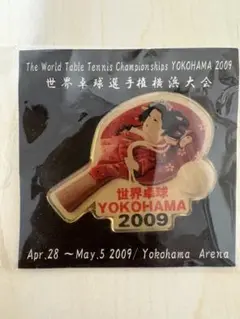 The World Table Tennis Championships YOKOHAMA 2009
世界卓球選手権横浜大会
世界卓球
YOKOHAMA
2009
Apr.28 ～May.5 2009/ Yokohama Arena